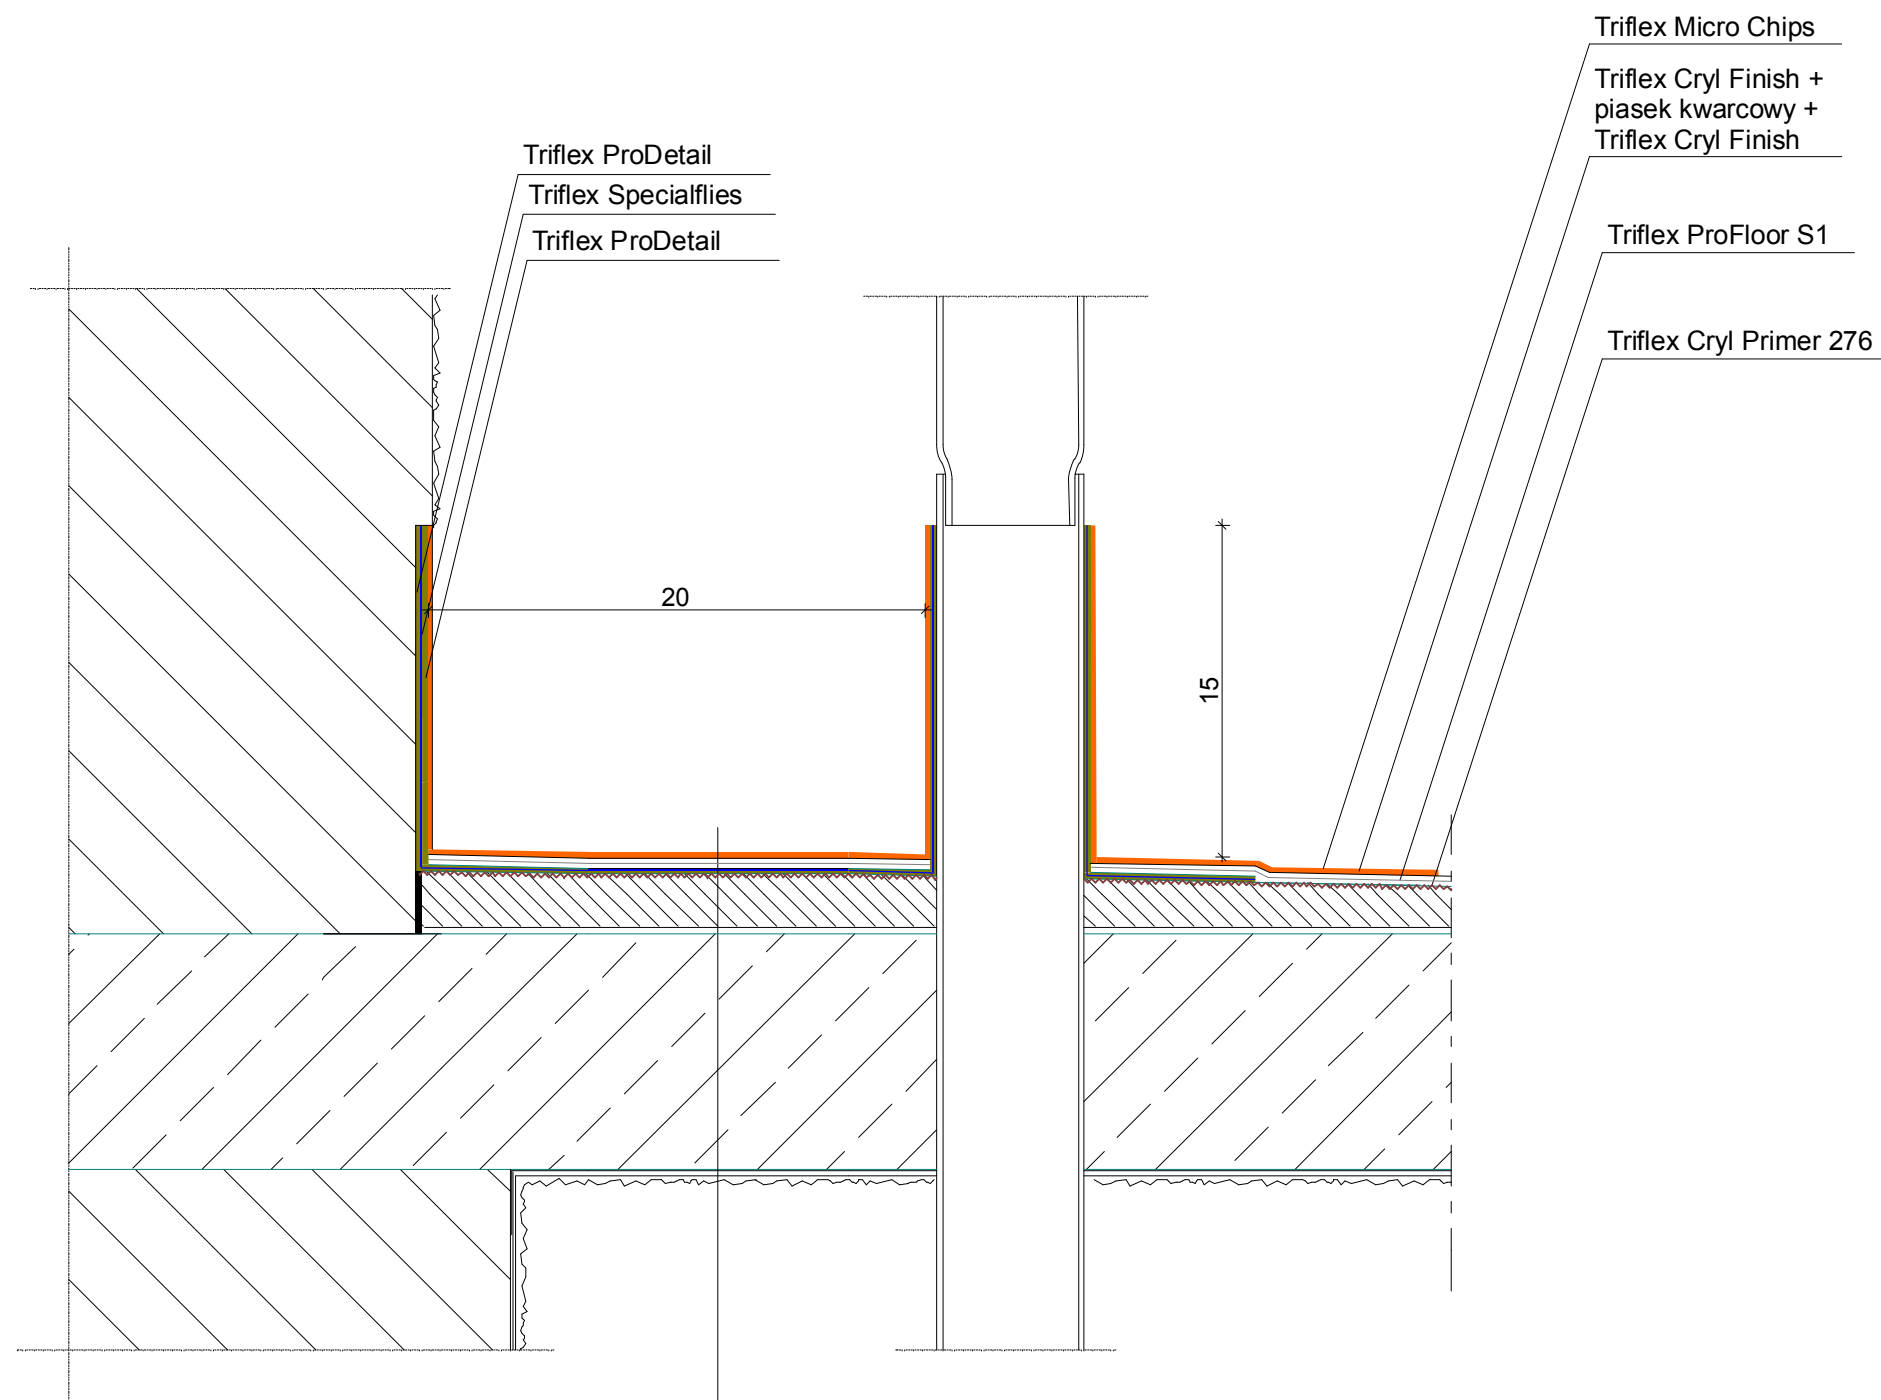 Triflex Micro Chips
Triflex Cryl Finish +
piasek kwarcowy +
Triflex Cryl Finish
Triflex ProDetail
Triflex Specialflies
Triflex ProDetail
Triflex ProFloor S1
Triflex Cryl Primer 276
20
15